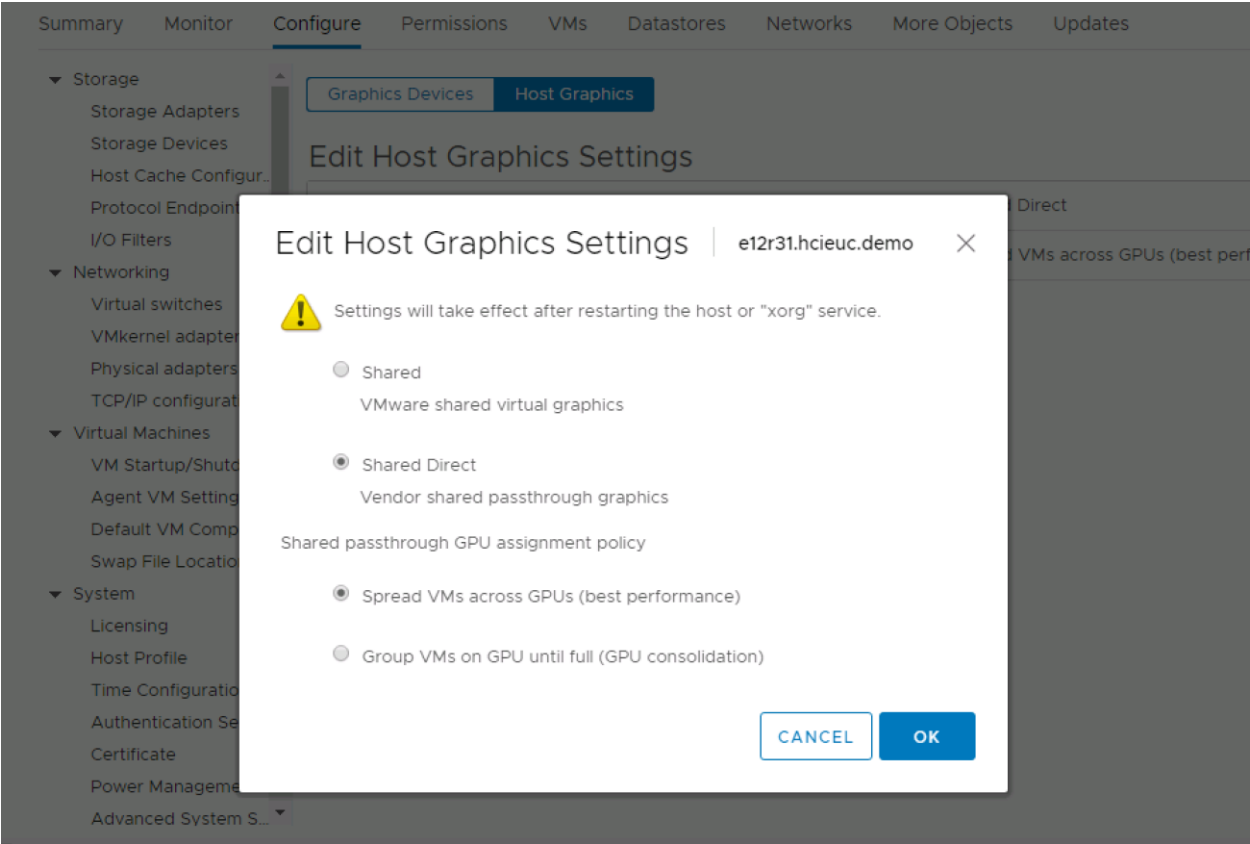 Summary Monitor Configure Permissions VMs Datastores Networks More Objects Updates
Storage
Storage Adapters
Storage Devices
Host Cache Configur...
Protocol Endpoint
I/O Filters
Networking
Virtual switches
VMkernel adapter
Physical adapters
TCP/IP configurat
Virtual Machines
VM Startup/Shutd
Agent VM Setting
Default VM Comp
Swap File Locatio
System
Licensing
Host Profile
Time Configuratio
Authentication Se
Certificate
Power Manageme
Advanced System S...
Graphics Devices Host Graphics
Edit Host Graphics Settings
d Direct
d VMs across GPUs (best perf
Edit Host Graphics Settings e12r31.hcieuc.demo
Settings will take effect after restarting the host or "xorg" service.
Shared
VMware shared virtual graphics
Shared Direct
Vendor shared passthrough graphics
Shared passthrough GPU assignment policy
Spread VMs across GPUs (best performance)
Group VMs on GPU until full (GPU consolidation)
CANCEL OK